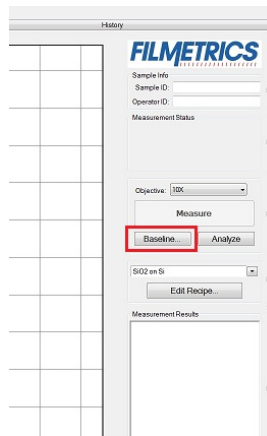 History
FILMETRICS
Sample Info
Sample ID:
Operator ID:
Measurement Status
Objective: 10X
Measure
Baseline... Analyze
SiO2 on Si
Edit Recipe...
Measurement Results